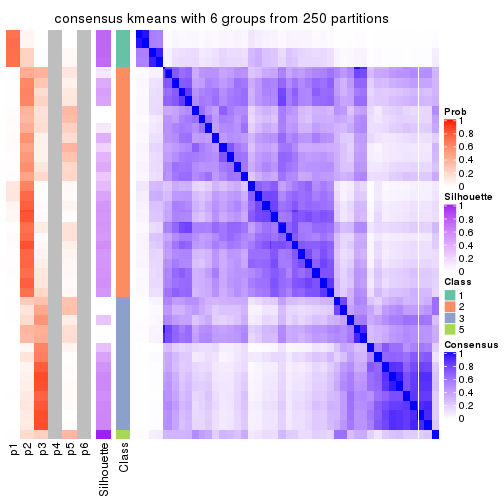 consensus kmeans with 6 groups from 250 partitions
Prob
1
0.8
0.6
0.4
0.2
0
Silhouette
1
0.8
0.6
0.4
0.2
0
Class
1
2
3
5
Consensus
1
0.8
0.6
0.4
0.2
0
p1
p2
p3
p4
p5
p6
Silhouette
Class